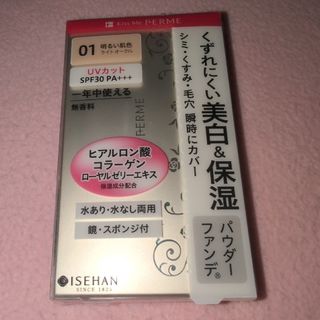 Kiss Me FERME
01 明るい肌色
ライトオークル
UVカット
SPF30 PA+++
一年中使える
無香料
FERME
ヒアルロン酸
コラーゲン
ローヤルゼリーエキス
保湿成分配合
水あり・水なし両用
鏡・スポンジ付
ISEHAN
SINCE 1825
くずれにくい美白&保湿
シミ・くすみ・毛穴 瞬時にカバー
パウダー
ファンデ®